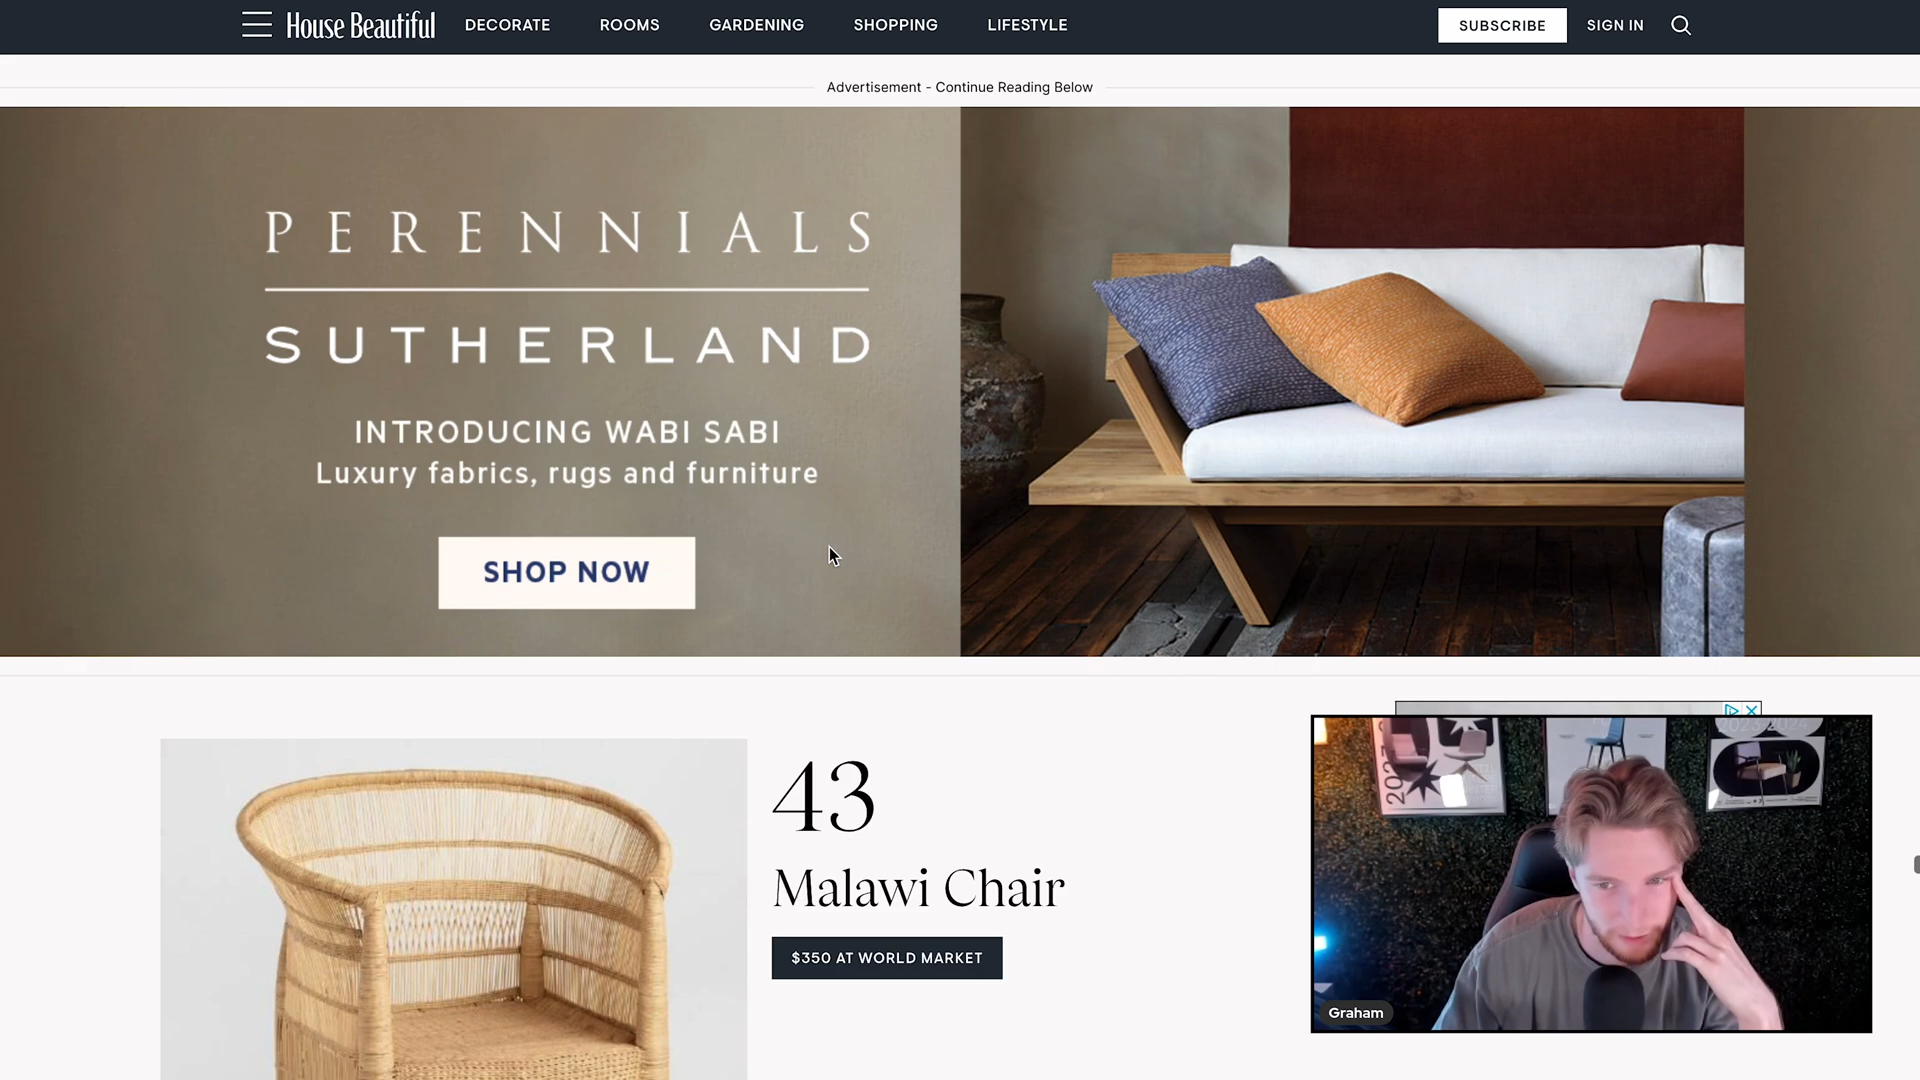 House Beautiful
DECORATE
ROOMS
GARDENING
SHOPPING
LIFESTYLE
SUBSCRIBE
SIGN IN
Advertisement - Continue Reading Below
PERENNIALS
SUTHERLAND
INTRODUCING WABI SABI
Luxury fabrics, rugs and furniture
SHOP NOW
43
Malawi Chair
$350 AT WORLD MARKET
Graham